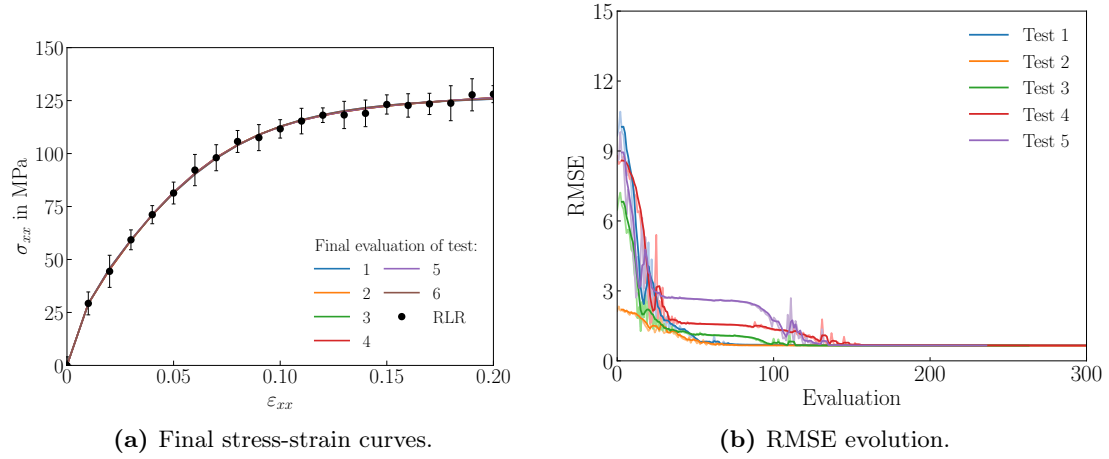 150
125
100
75
50
25
0
σxx in MPa
0
0.05
0.10
0.15
0.20
εxx
Final evaluation of test:
1
2
3
4
5
6
RLR
(a) Final stress-strain curves.
15
12
9
6
3
0
RMSE
0
100
200
300
Evaluation
Test 1
Test 2
Test 3
Test 4
Test 5
(b) RMSE evolution.